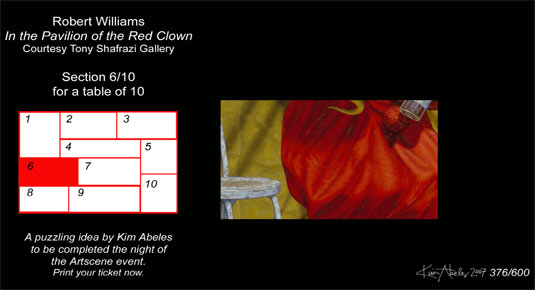 Robert Williams
In the Pavilion of the Red Clown
Courtesy Tony Shafrazi Gallery
Section 6/10
for a table of 10
1
2
3
4
5
6
7
8
9
10
A puzzling idea by Kim Abeles
to be completed the night of
the Artscene event.
Print your ticket now.
Kim Abeles 2007 376/600